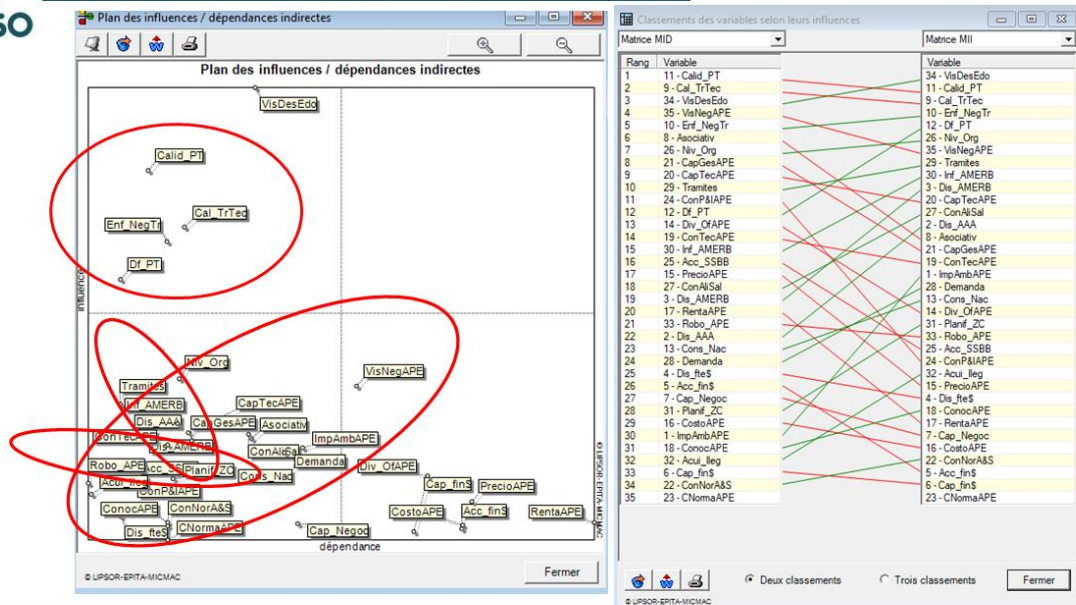 SO
Plan des influences / dépendances indirectes
Plan des influences / dépendances indirectes
VisDesEdo
Calid_PT
Cal_TrTec
Enf_NegTr
Df_PT
influence
Niv_Org
VisNegAPE
Tramites
Inf_AMERB
CapTecAPE
Dis_AAA
CapGesAPE
Asociativ
ConTecAPE
Dis_AMERB
ImpAmbAPE
ConAliSal
Robo_APE
Acc_SS
Planif_ZC
Cons_Nac
Demanda
Div_OfAPE
Acui_Ileg
ConP&IAPE
Cap_fin$
PrecioAPE
ConocAPE
ConNorA&S
CostoAPE
Acc_fin$
RentaAPE
Dis_fte$
CNormaAPE
Cap_Negoc
dépendance
© LIPSOR-EPITA-MICMAC
© LIPSOR-EPITA-MICMAC
Fermer
Classements des variables selon leurs influences
Matrice MID
Matrice MII
Rang Variable Variable
1 11 - Calid_PT 34 - VisDesEdo
2 9 - Cal_TrTec 11 - Calid_PT
3 34 - VisDesEdo 9 - Cal_TrTec
4 35 - VisNegAPE 10 - Enf_NegTr
5 10 - Enf_NegTr 12 - Df_PT
6 8 - Asociativ 26 - Niv_Org
7 26 - Niv_Org 35 - VisNegAPE
8 21 - CapGesAPE 29 - Tramites
9 20 - CapTecAPE 30 - Inf_AMERB
10 29 - Tramites 3 - Dis_AMERB
11 24 - ConP&IAPE 20 - CapTecAPE
12 12 - Df_PT 27 - ConAliSal
13 14 - Div_OfAPE 2 - Dis_AAA
14 19 - ConTecAPE 8 - Asociativ
15 30 - Inf_AMERB 21 - CapGesAPE
16 25 - Acc_SSBB 19 - ConTecAPE
17 15 - PrecioAPE 1 - ImpAmbAPE
18 27 - ConAliSal 28 - Demanda
19 3 - Dis_AMERB 13 - Cons_Nac
20 17 - RentaAPE 14 - Div_OfAPE
21 33 - Robo_APE 31 - Planif_ZC
22 2 - Dis_AAA 33 - Robo_APE
23 13 - Cons_Nac 25 - Acc_SSBB
24 28 - Demanda 24 - ConP&IAPE
25 4 - Dis_fte$ 32 - Acui_Ileg
26 5 - Acc_fin$ 15 - PrecioAPE
27 7 - Cap_Negoc 4 - Dis_fte$
28 31 - Planif_ZC 18 - ConocAPE
29 16 - CostoAPE 17 - RentaAPE
30 1 - ImpAmbAPE 7 - Cap_Negoc
31 18 - ConocAPE 16 - CostoAPE
32 32 - Acui_Ileg 22 - ConNorA&S
33 6 - Cap_fin$ 5 - Acc_fin$
34 22 - ConNorA&S 6 - Cap_fin$
35 23 - CNormaAPE 23 - CNormaAPE
Deux classements
Trois classements
Fermer
© LIPSOR-EPITA-MICMAC